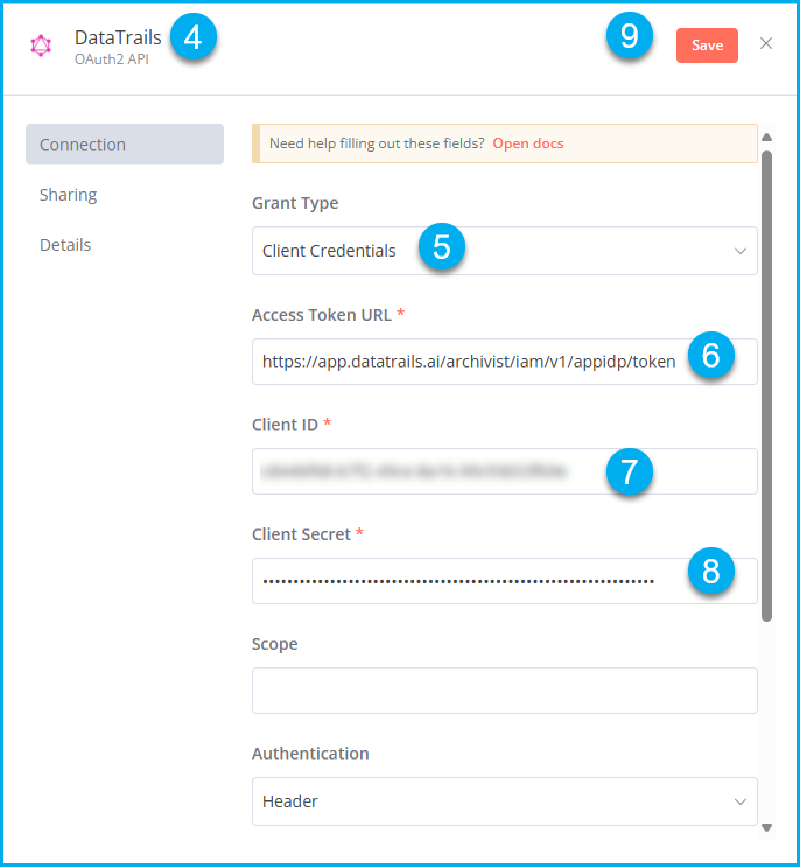 DataTrails 4
OAuth2 API
9
Save
Connection
Sharing
Details
Need help filling out these fields? Open docs
Grant Type
Client Credentials 5
Access Token URL *
https://app.datatrails.ai/archivist/iam/v1/appidp/token 6
Client ID *
7
Client Secret *
8
Scope
Authentication
Header